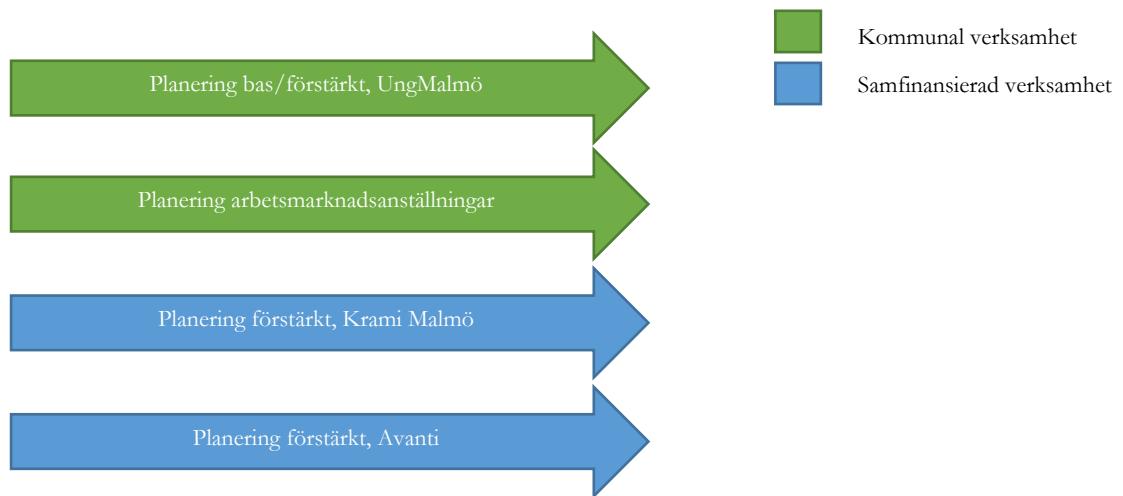 Planering bas/förstärkt, UngMalmö
Planering arbetsmarknadsanställningar
Planering förstärkt, Krami Malmö
Planering förstärkt, Avanti
Kommunal verksamhet
Samfinansierad verksamhet